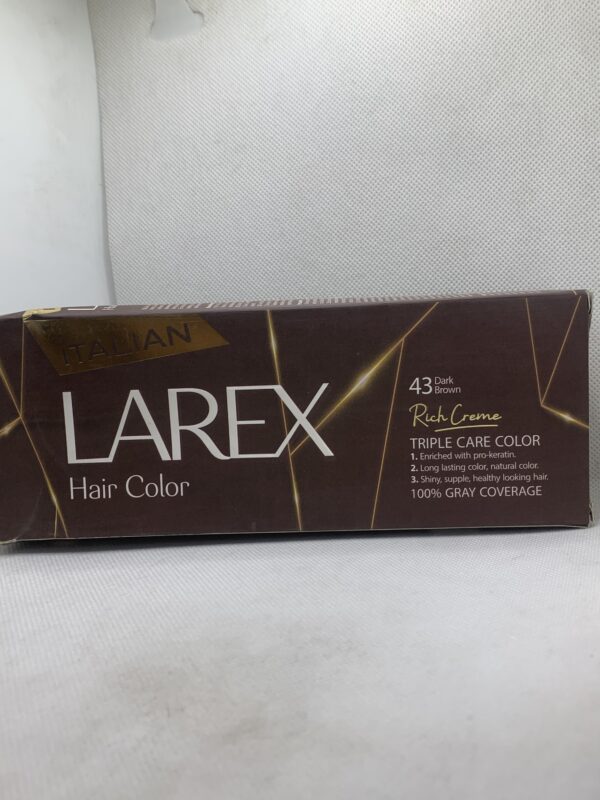 ITALIAN
LAREX
Hair Color
43 Dark Brown
Rich Creme
TRIPLE CARE COLOR
1. Enriched with pro-keratin.
2. Long lasting color, natural color.
3. Shiny, supple, healthy looking hair.
100% GRAY COVERAGE